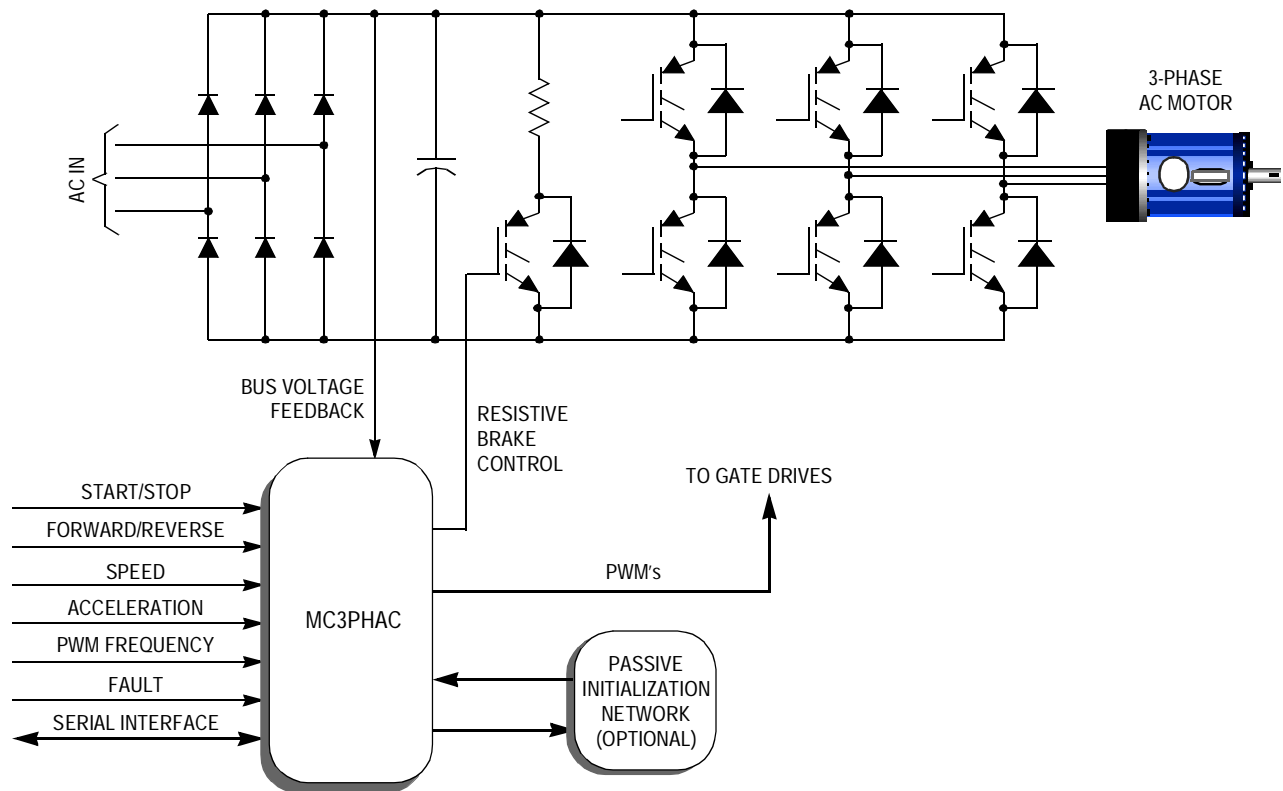 3-PHASE
AC MOTOR
AC IN
BUS VOLTAGE
FEEDBACK
RESISTIVE
BRAKE
CONTROL
TO GATE DRIVES
START/STOP
FORWARD/REVERSE
SPEED
ACCELERATION
PWM FREQUENCY
FAULT
SERIAL INTERFACE
MC3PHAC
PWM's
PASSIVE
INITIALIZATION
NETWORK
(OPTIONAL)